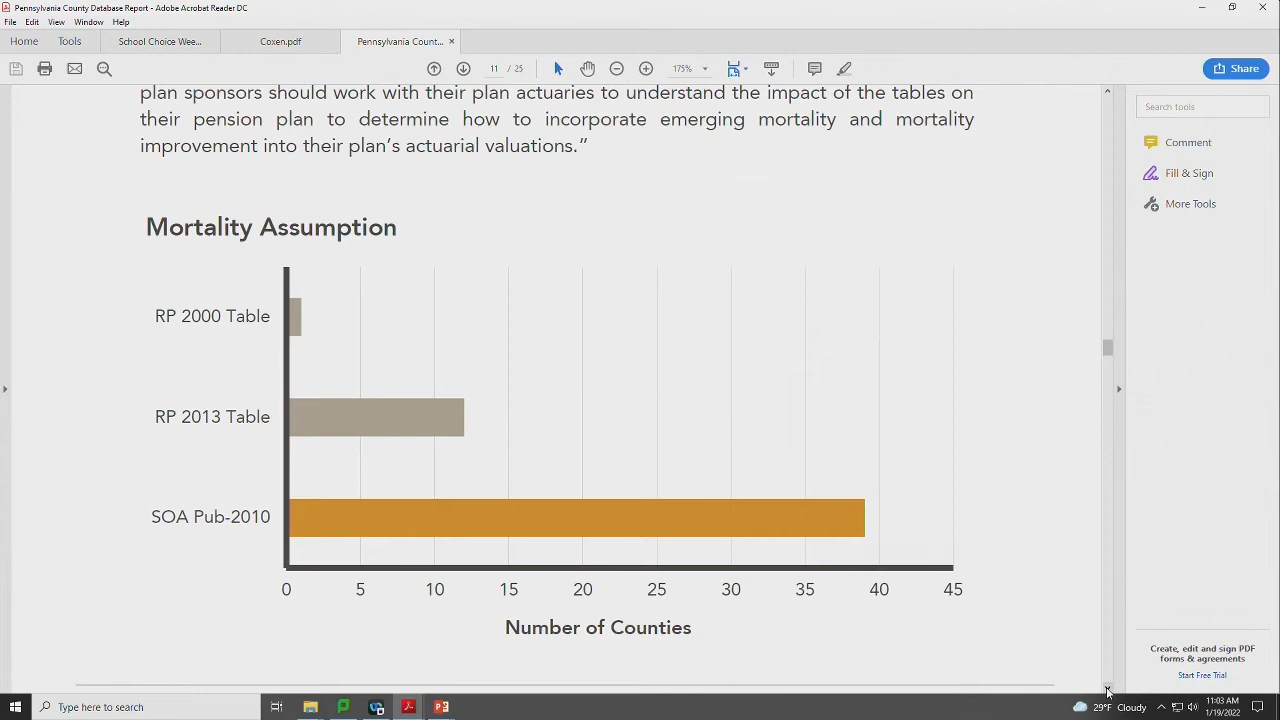 Pennsylvania County Database Report - Adobe Acrobat Reader DC
File Edit View Window Help
Home Tools School Choice Wee... Coxen.pdf Pennsylvania Count... ×
11 / 25 175% Share
plan sponsors should work with their plan actuaries to understand the impact of the tables on
their pension plan to determine how to incorporate emerging mortality and mortality
improvement into their plan's actuarial valuations.”
Mortality Assumption
RP 2000 Table
RP 2013 Table
SOA Pub-2010
0 5 10 15 20 25 30 35 40 45
Number of Counties
Search tools
Comment
Fill & Sign
More Tools
Create, edit and sign PDF
forms & agreements
Start Free Trial
Type here to search
29°F Cloudy
11:03 AM
1/19/2022